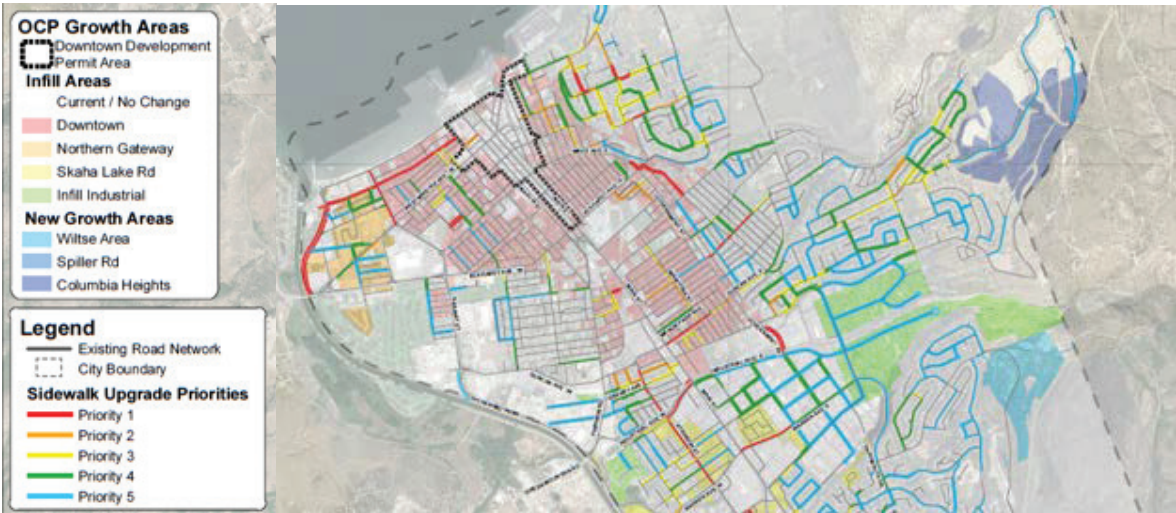 OCP Growth Areas
Downtown Development
Permit Area
Infill Areas
Current / No Change
Downtown
Northern Gateway
Skaha Lake Rd
Infill Industrial
New Growth Areas
Wiltse Area
Spiller Rd
Columbia Heights
Legend
Existing Road Network
City Boundary
Sidewalk Upgrade Priorities
Priority 1
Priority 2
Priority 3
Priority 4
Priority 5